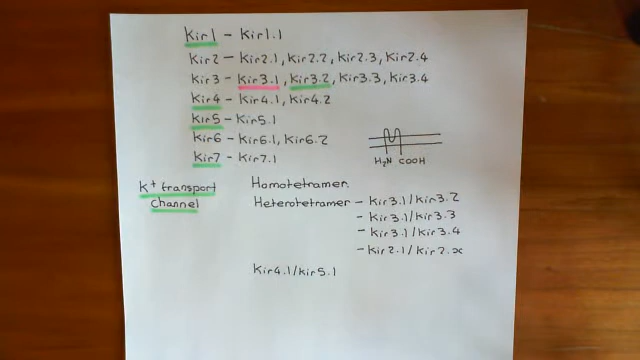 Kir1 - Kir1.1
Kir2 - Kir2.1, Kir2.2, Kir2.3, Kir2.4
Kir3 - Kir3.1, Kir3.2, Kir3.3, Kir3.4
Kir4 - Kir4.1, Kir4.2
Kir5 - Kir5.1
Kir6 - Kir6.1, Kir6.2
Kir7 - Kir7.1
H₂N COOH
K⁺ transport
Channel
Homotetramer.
Heterotetramer - Kir3.1/Kir3.2
- Kir3.1/Kir3.3
- Kir3.1/Kir3.4
- Kir2.1/Kir2.x
Kir4.1/Kir5.1